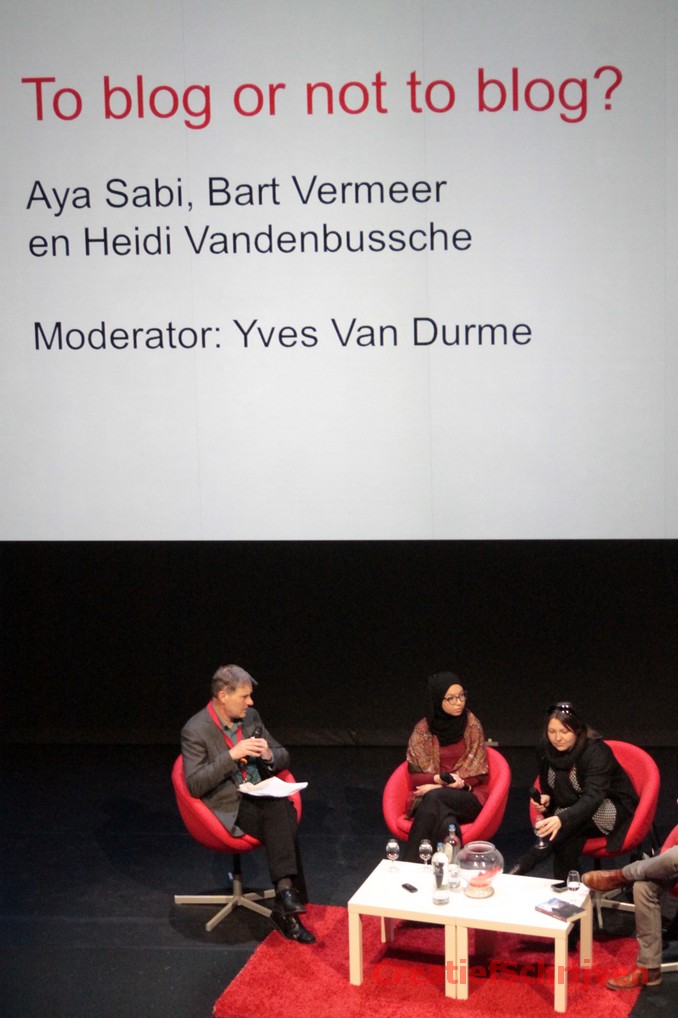 To blog or not to blog?
Aya Sabi, Bart Vermeer
en Heidi Vandenbussche
Moderator: Yves Van Durme